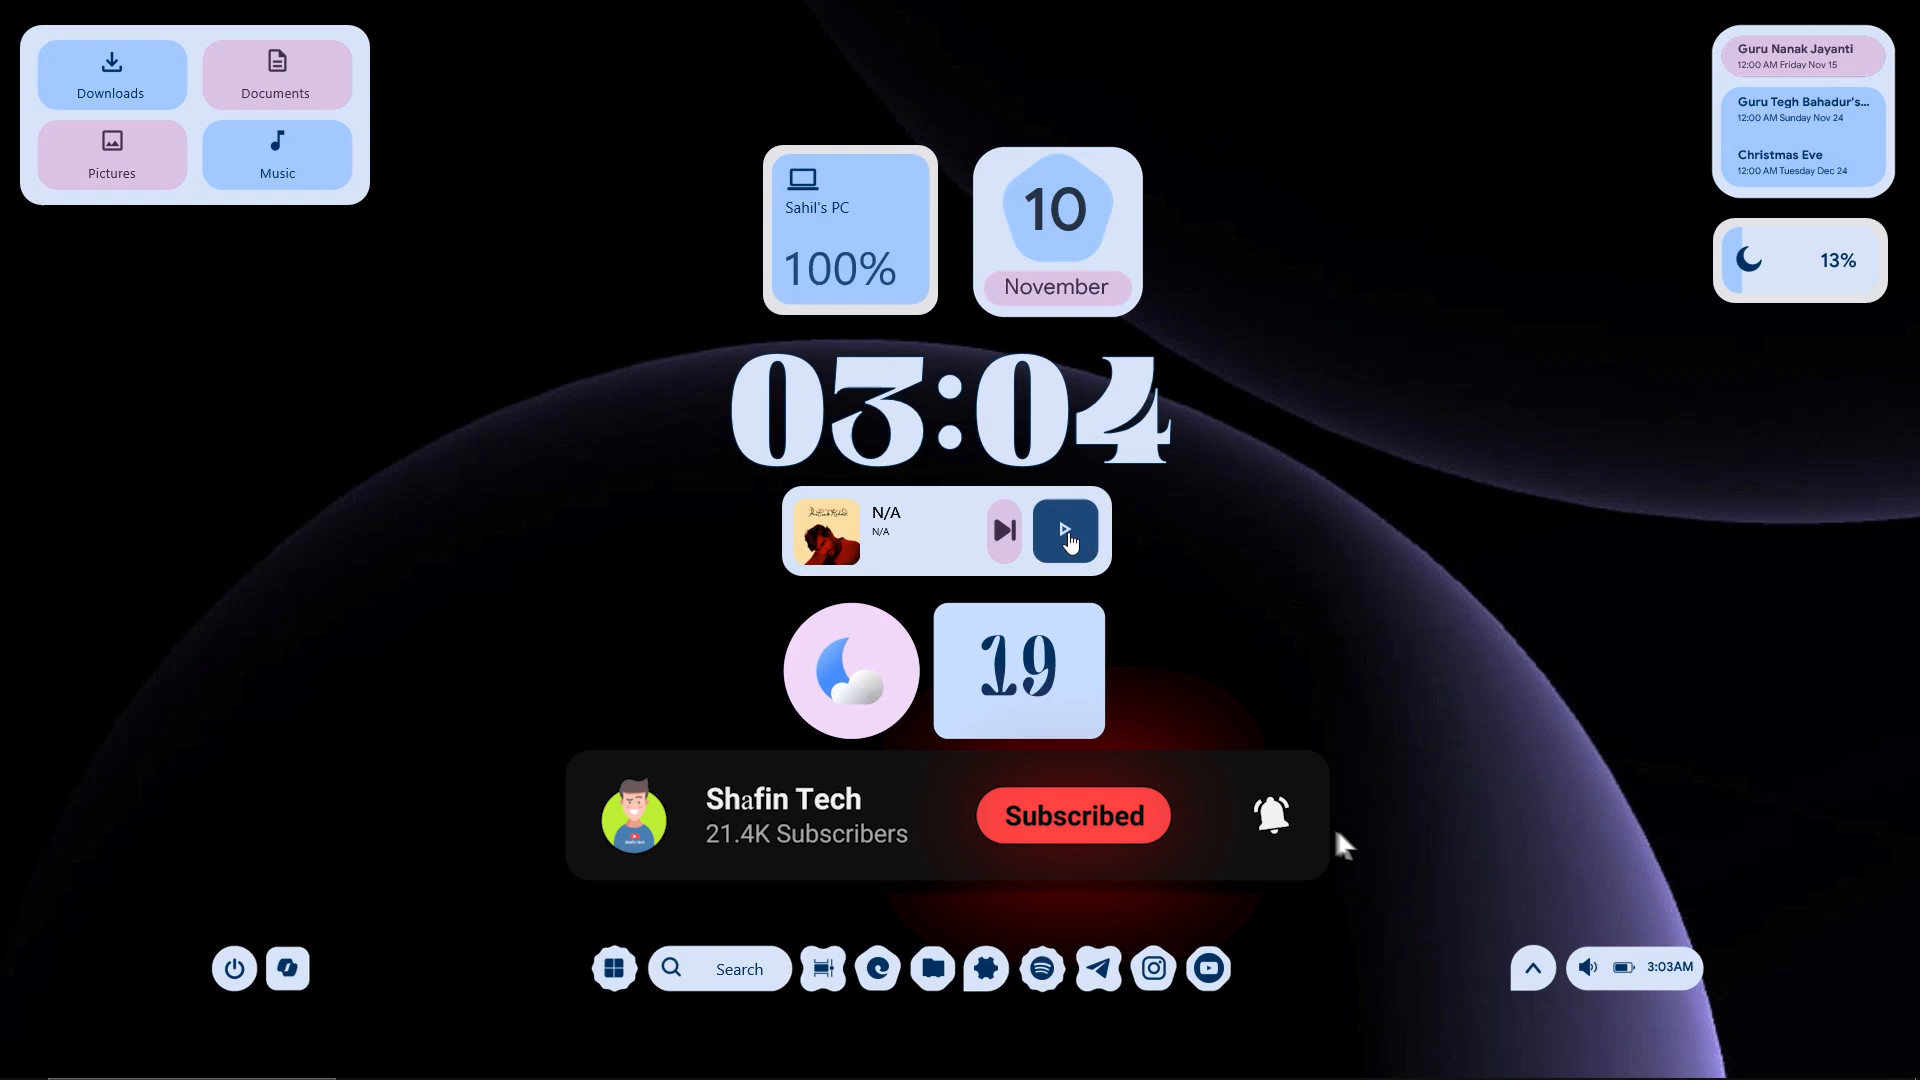 Downloads
Documents
Pictures
Music
Sahil's PC
100%
10
November
Guru Nanak Jayanti
12:00 AM Friday Nov 15
Guru Tegh Bahadur's...
12:00 AM Sunday Nov 24
Christmas Eve
12:00 AM Tuesday Dec 24
13%
03:04
N/A
N/A
19
Shafin Tech
21.4K Subscribers
Subscribed
Search
3:03AM